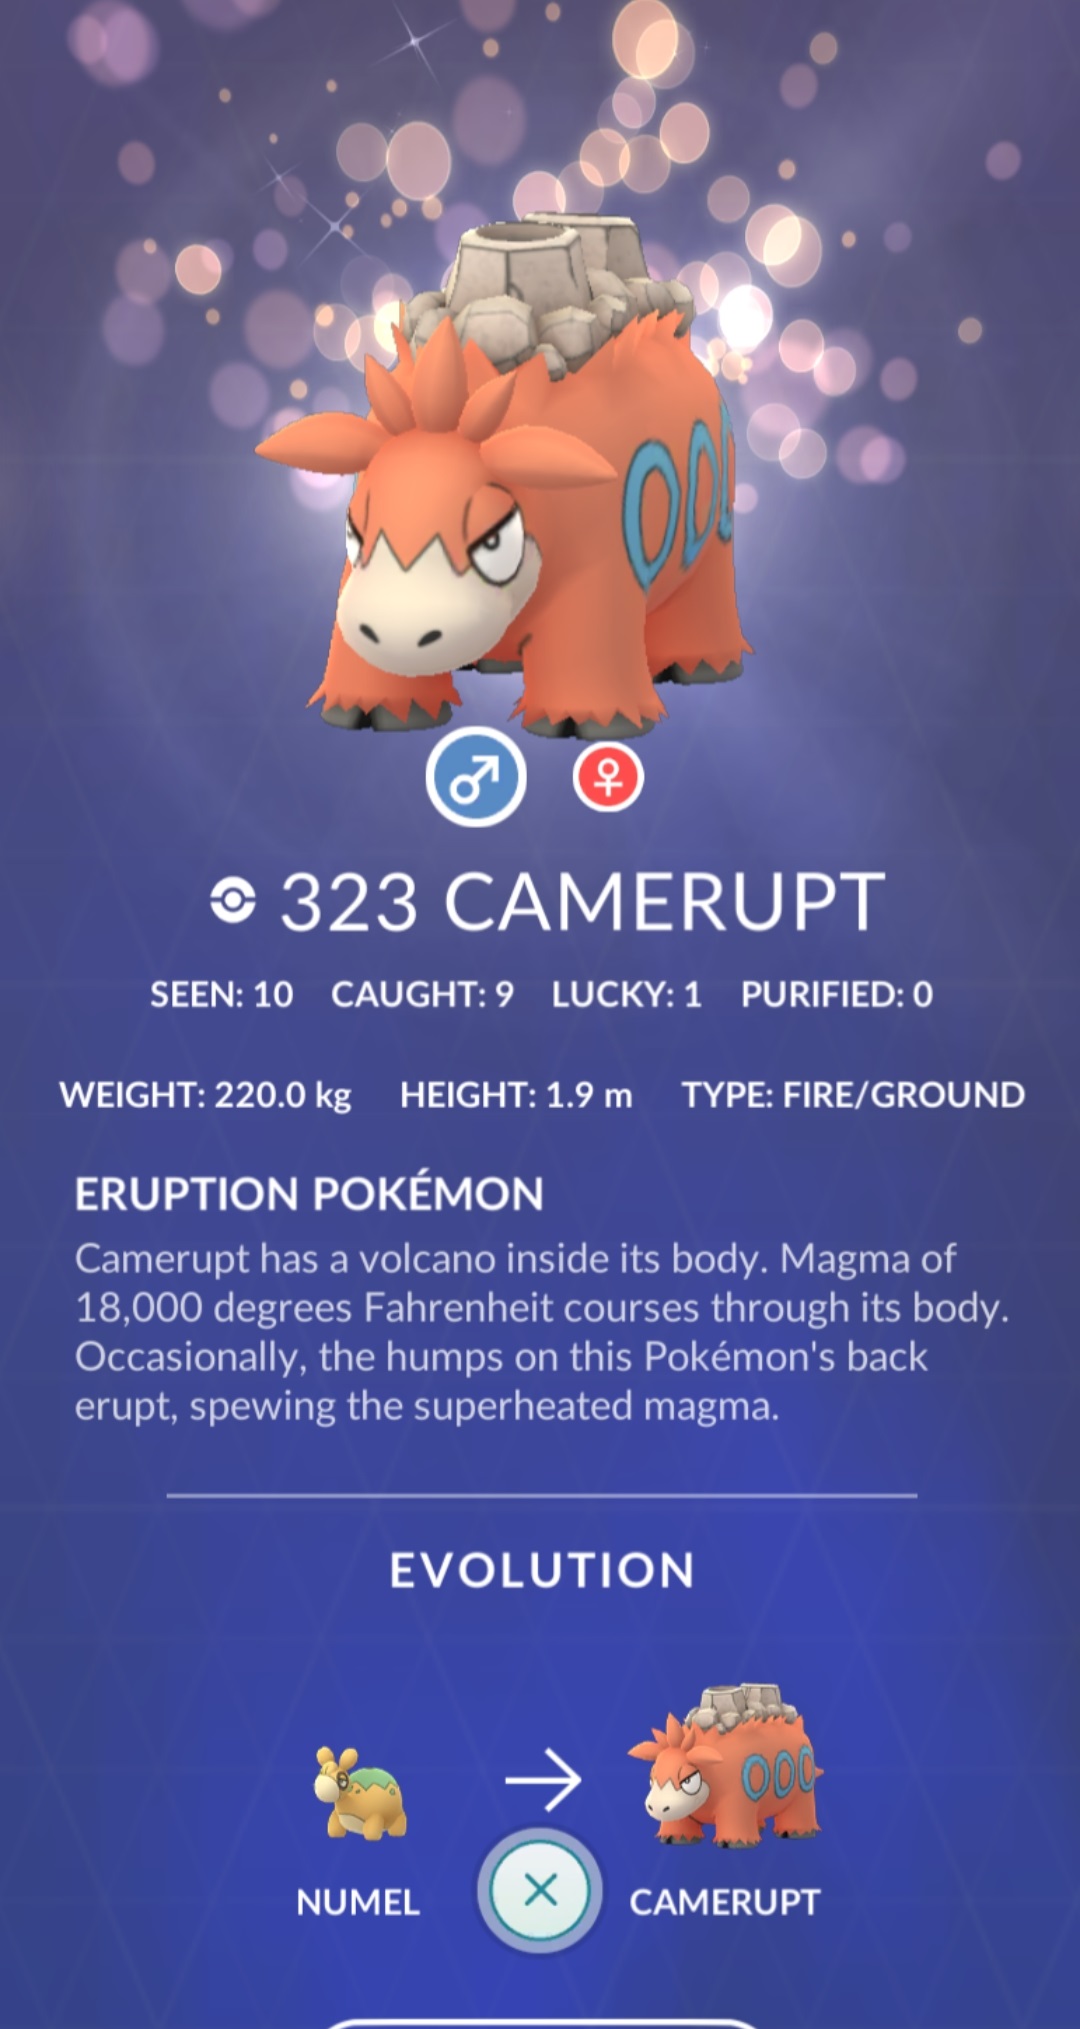 323 CAMERUPT
SEEN: 10 CAUGHT: 9 LUCKY: 1 PURIFIED: 0
WEIGHT: 220.0 kg HEIGHT: 1.9 m TYPE: FIRE/GROUND
ERUPTION POKÉMON
Camerupt has a volcano inside its body. Magma of
18,000 degrees Fahrenheit courses through its body.
Occasionally, the humps on this Pokémon's back
erupt, spewing the superheated magma.
EVOLUTION
NUMEL CAMERUPT